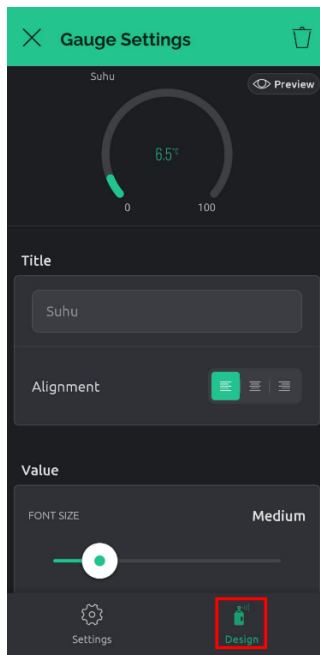 Gauge Settings
Suhu
Preview
6.5°C
0 100
Title
Suhu
Alignment
Value
FONT SIZE Medium
Settings Design